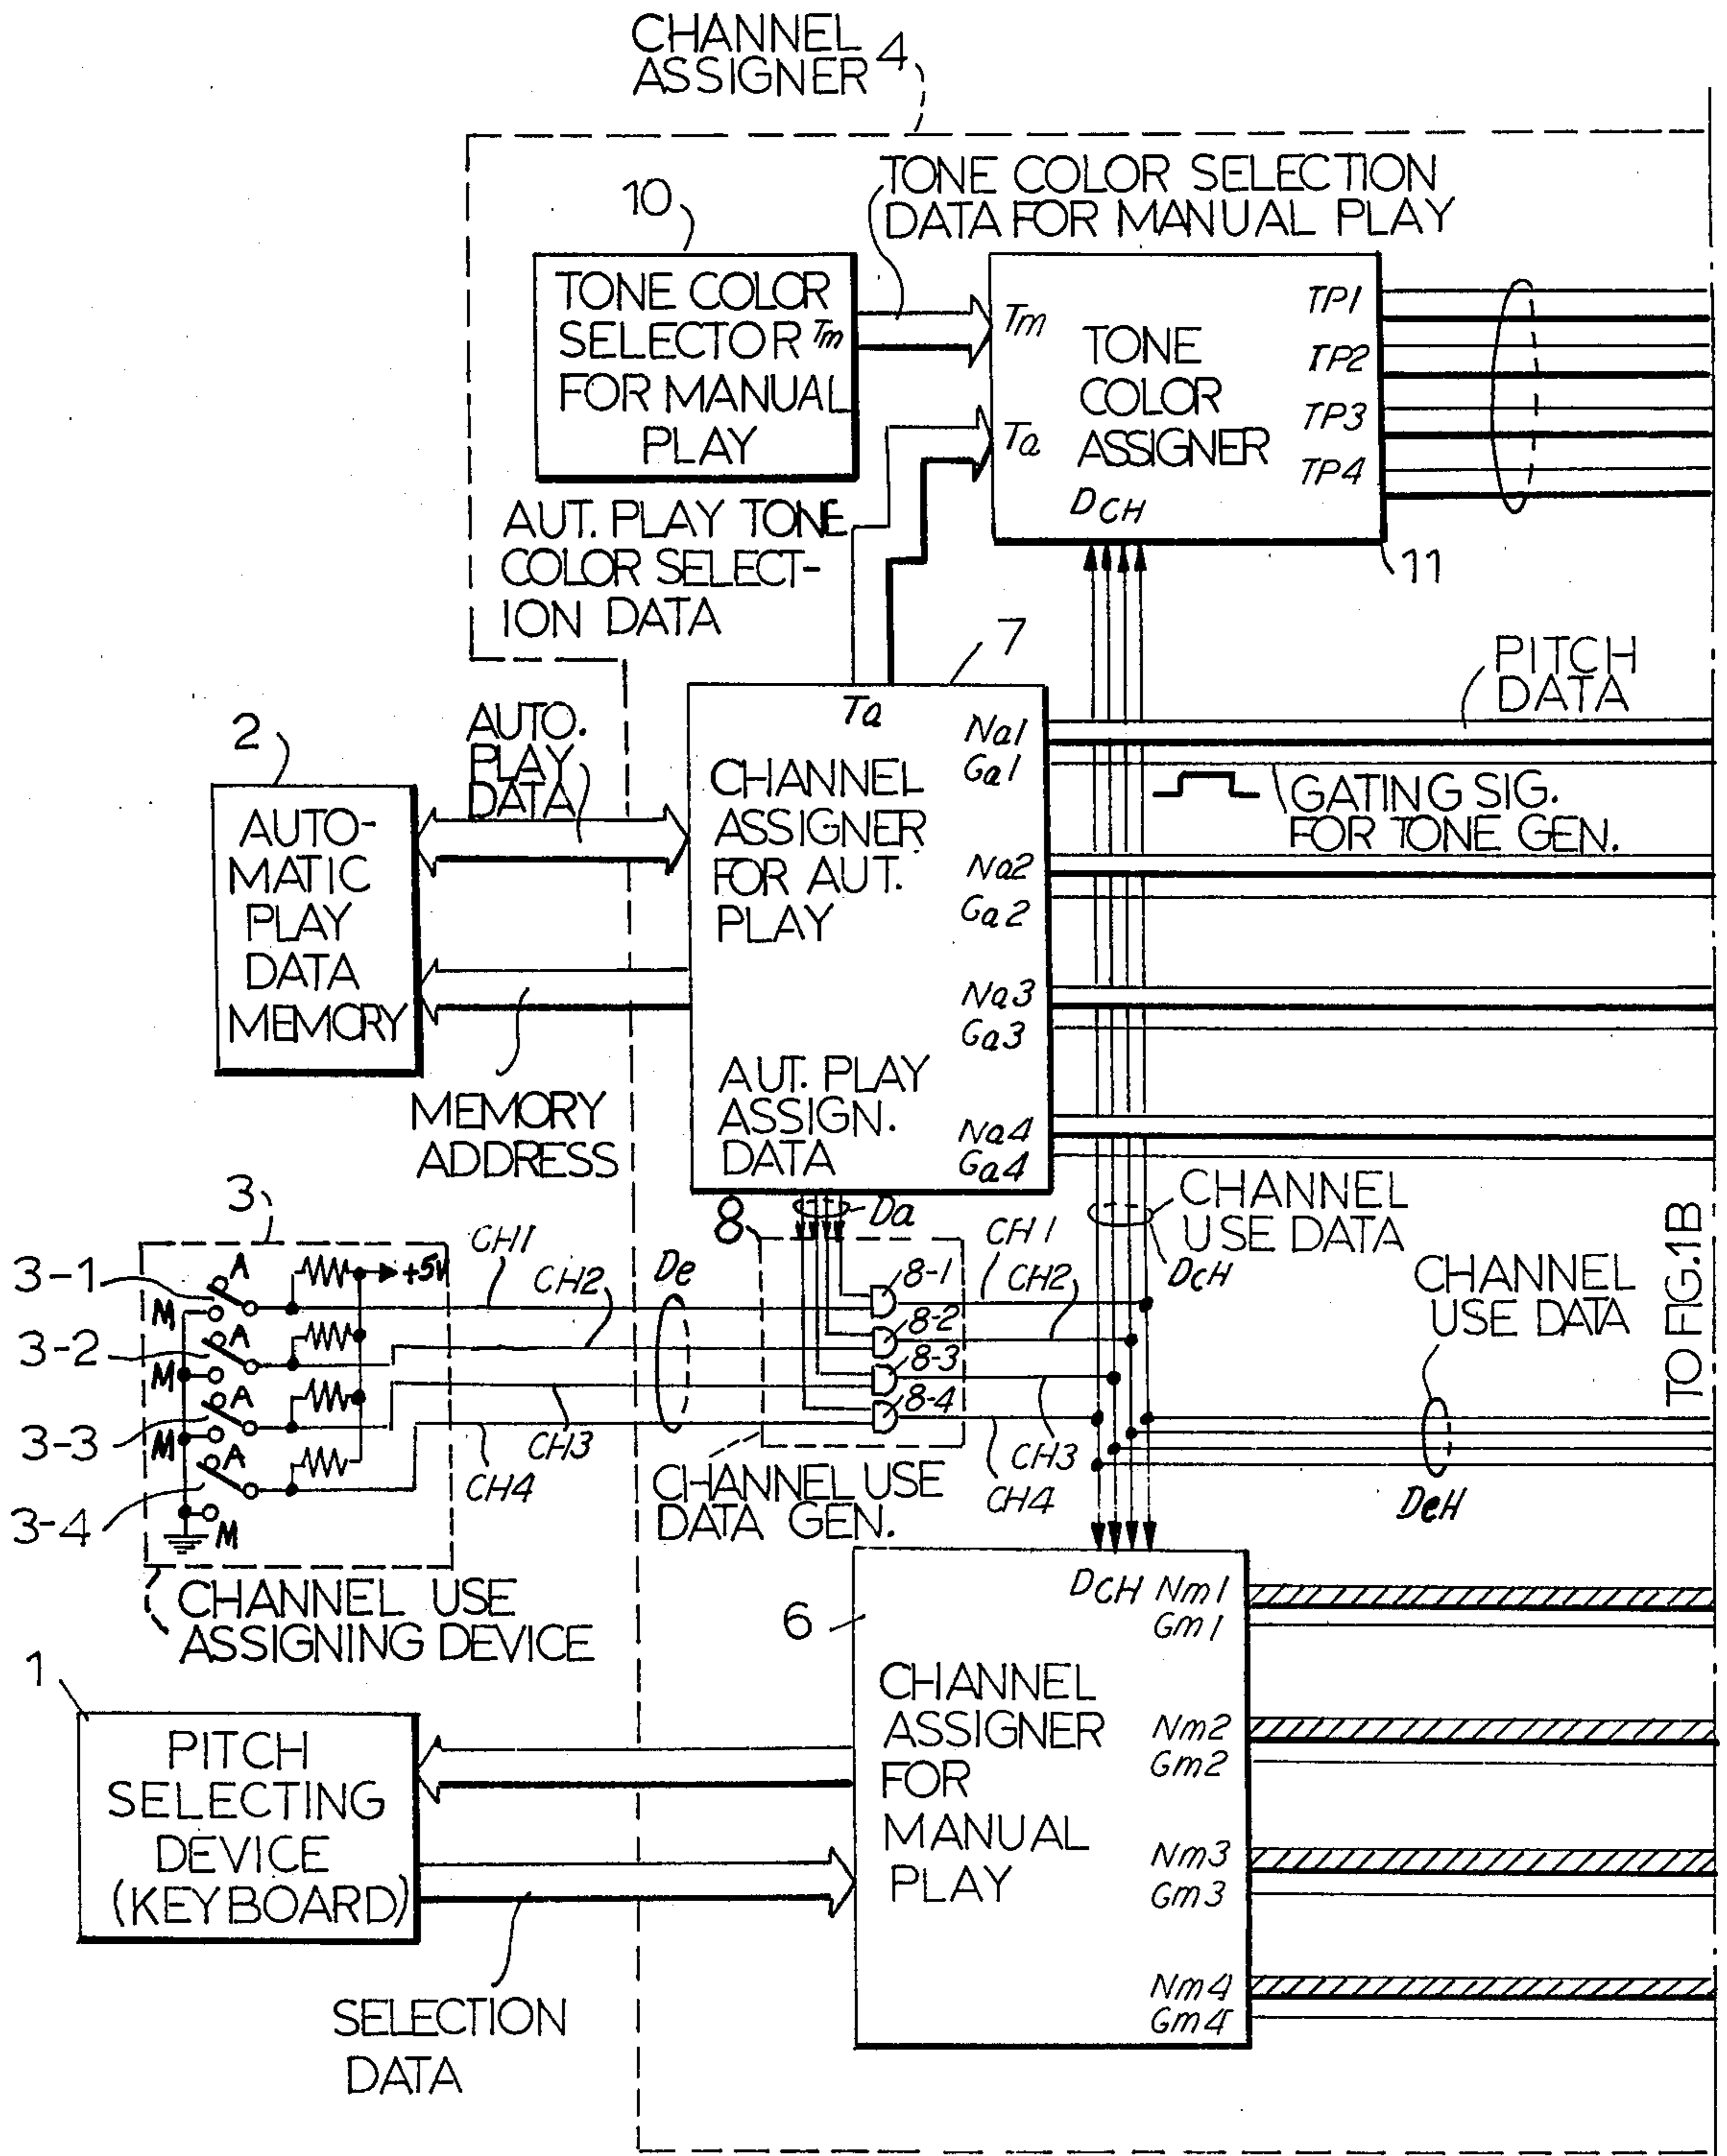 CHANNEL
ASSIGNER 4
10
TONE COLOR SELECTION
DATA FOR MANUAL PLAY
TONE COLOR
SELECTOR Tm
FOR MANUAL
PLAY
Tm
Ta
TONE
COLOR
ASSIGNER
DCH
TP1
TP2
TP3
TP4
11
AUT. PLAY TONE
COLOR SELECT-
ION DATA
7
PITCH
DATA
2
AUTO.
PLAY
DATA
AUTO-
MATIC
PLAY
DATA
MEMORY
Ta
CHANNEL
ASSIGNER
FOR AUT.
PLAY
AUT. PLAY
ASSIGN.
DATA
Na1
Ga1
Na2
Ga2
Na3
Ga3
Na4
Ga4
GATING SIG.
FOR TONE GEN.
MEMORY
ADDRESS
3
8
Da
CHANNEL
USE DATA
DCH
3-1
A
M
+5V
CH1
CH2
De
8-1
CH1
CH2
3-2
A
M
8-2
8-3
3-3
A
M
8-4
3-4
A
M
CH3
CH4
CH3
CH4
CHANNEL USE
DATA GEN.
CHANNEL
USE DATA
DeH
TO FIG.1B
CHANNEL USE
ASSIGNING DEVICE
1
PITCH
SELECTING
DEVICE
(KEYBOARD)
6
DCH
CHANNEL
ASSIGNER
FOR
MANUAL
PLAY
Nm1
Gm1
Nm2
Gm2
Nm3
Gm3
Nm4
Gm4
SELECTION
DATA